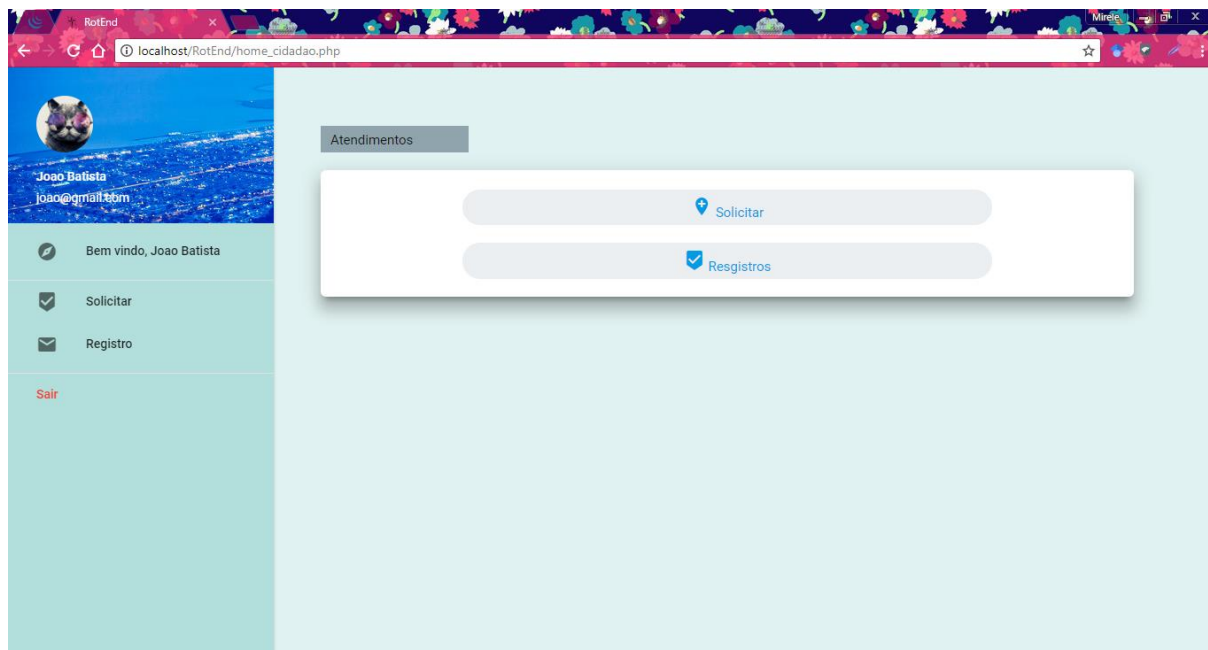 RotEnd
Mirele
localhost/RotEnd/home_cidadao.php
Joao Batista
joao@gmail.com
Bem vindo, Joao Batista
Solicitar
Registro
Sair
Atendimentos
Solicitar
Resgistros